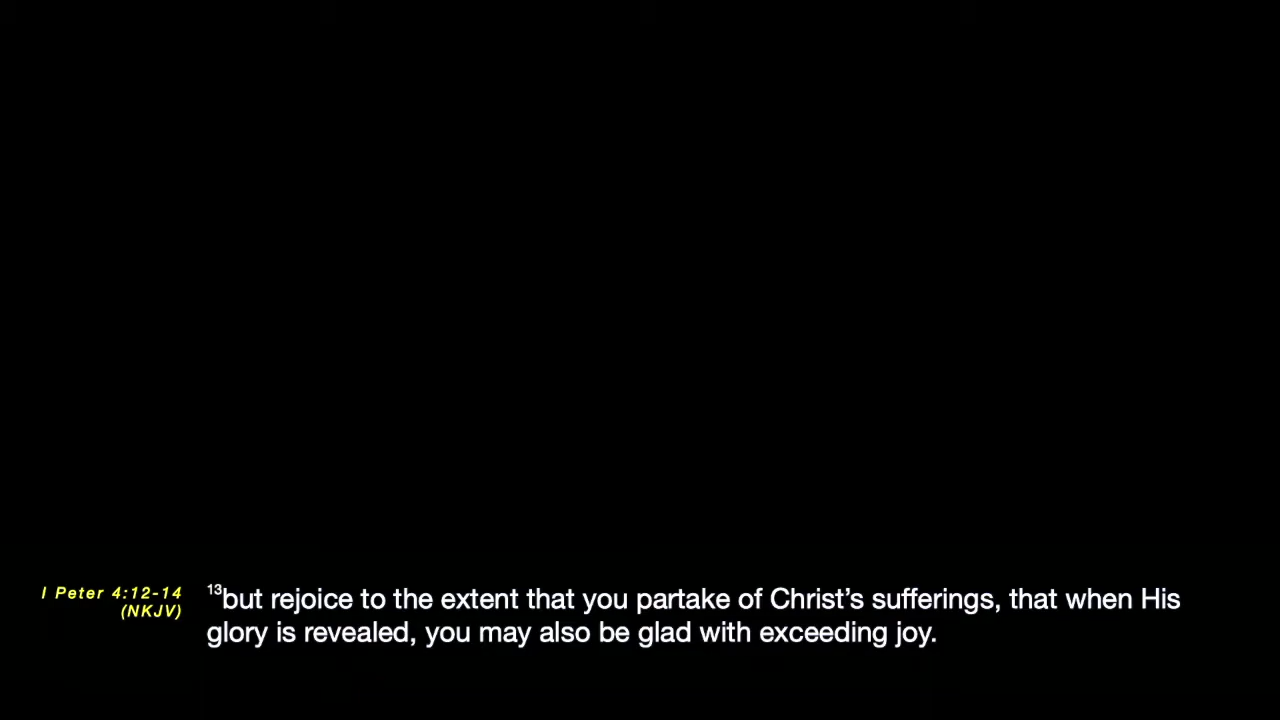 I Peter 4:12-14
(NKJV)
13but rejoice to the extent that you partake of Christ’s sufferings, that when His
glory is revealed, you may also be glad with exceeding joy.